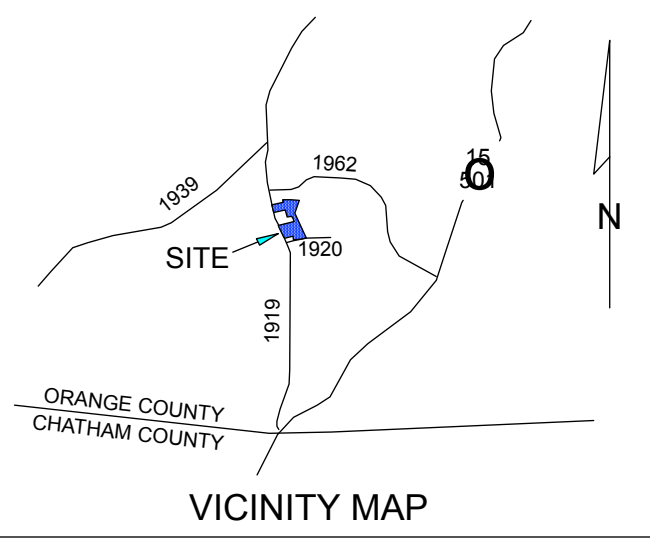 15
501
O
1962
1939
N
1920
SITE
1919
ORANGE COUNTY
CHATHAM COUNTY
VICINITY MAP